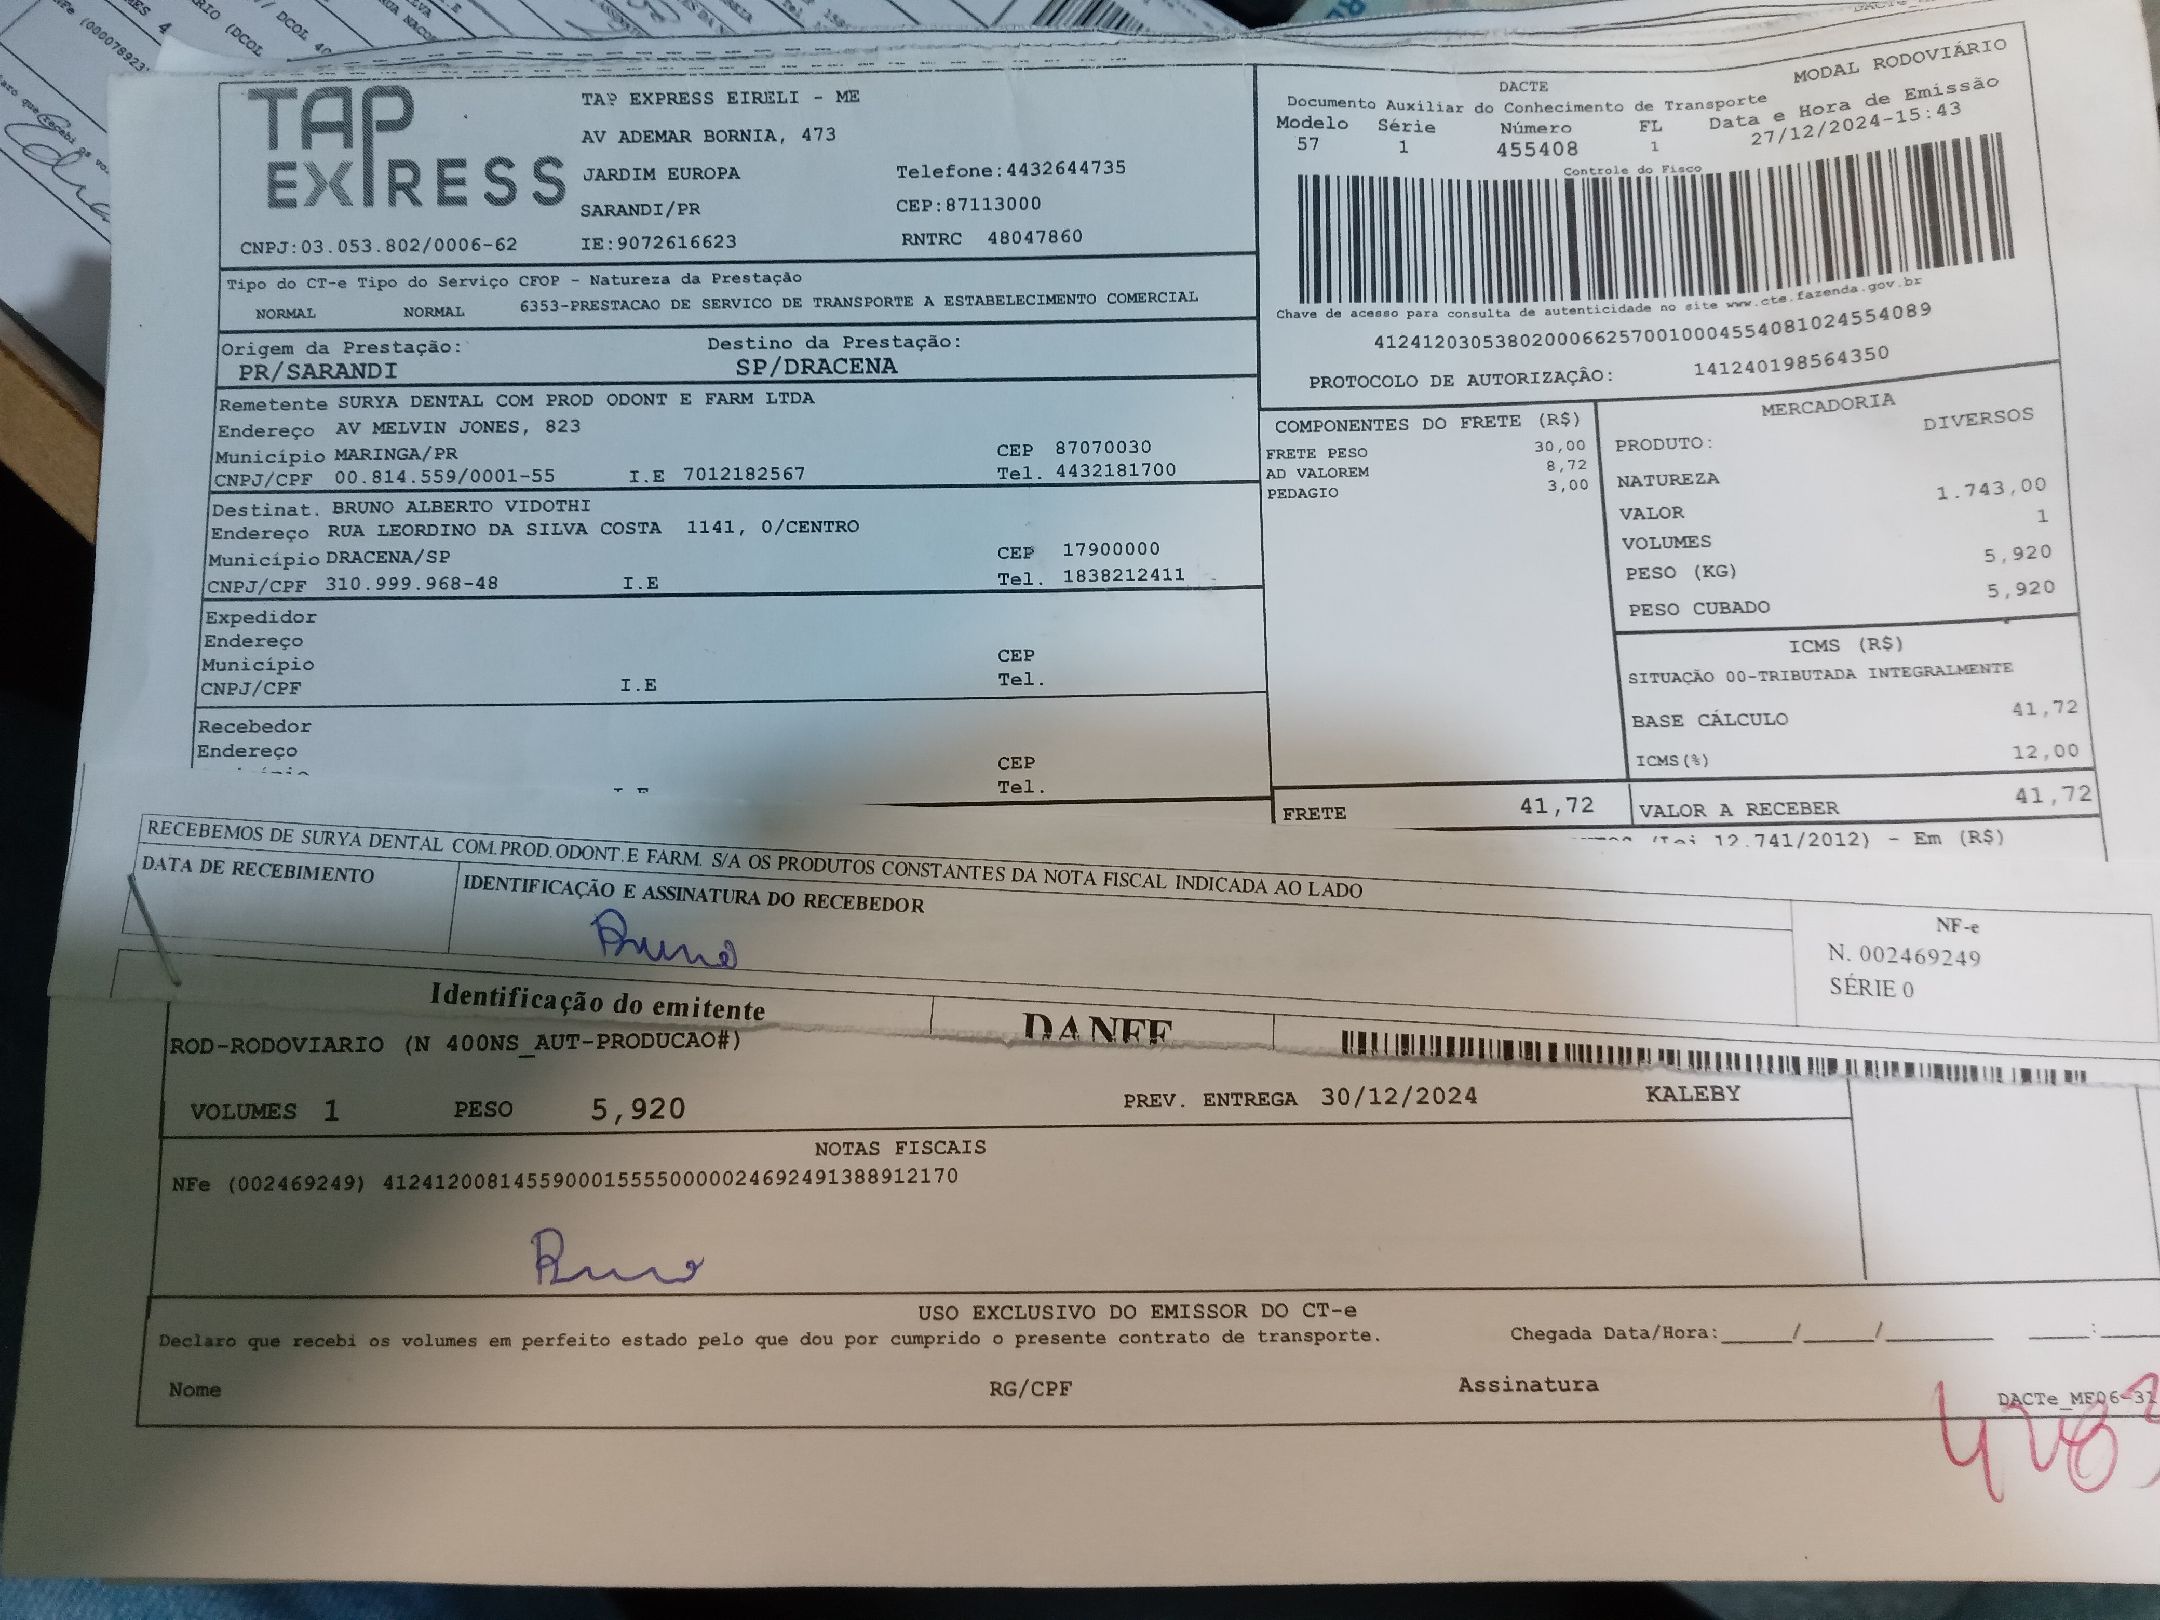 TAP
EXPRESS
TAP EXPRESS EIRELI - ME
AV ADEMAR BORNIA, 473
JARDIM EUROPA Telefone:4432644735
SARANDI/PR CEP:87113000
CNPJ:03.053.802/0006-62 IE:9072616623 RNTRC 48047860
DACTE MODAL RODOVIÁRIO
Documento Auxiliar do Conhecimento de Transporte
Modelo Série Número FL Data e Hora de Emissão
57 1 455408 1 27/12/2024-15:43
Controle do Fisco
Chave de acesso para consulta de autenticidade no site www.cte.fazenda.gov.br
41241203053802000662570010004554081024554089
PROTOCOLO DE AUTORIZAÇÃO: 141240198564350
Tipo do CT-e Tipo do Serviço CFOP - Natureza da Prestação
NORMAL NORMAL 6353-PRESTACAO DE SERVICO DE TRANSPORTE A ESTABELECIMENTO COMERCIAL
Origem da Prestação: Destino da Prestação:
PR/SARANDI SP/DRACENA
Remetente SURYA DENTAL COM PROD ODONT E FARM LTDA
Endereço AV MELVIN JONES, 823
Município MARINGA/PR CEP 87070030
CNPJ/CPF 00.814.559/0001-55 I.E 7012182567 Tel. 4432181700
Destinat. BRUNO ALBERTO VIDOTHI
Endereço RUA LEORDINO DA SILVA COSTA 1141, 0/CENTRO
Município DRACENA/SP CEP 17900000
CNPJ/CPF 310.999.968-48 I.E Tel. 1838212411
Expedidor
Endereço
Município CEP
CNPJ/CPF I.E Tel.
Recebedor
Endereço CEP
Tel.
COMPONENTES DO FRETE (R$)
FRETE PESO 30,00
AD VALOREM 8,72
PEDAGIO 3,00
FRETE 41,72
MERCADORIA
PRODUTO: DIVERSOS
NATUREZA
VALOR 1.743,00
VOLUMES 1
PESO (KG) 5,920
PESO CUBADO 5,920
ICMS (R$)
SITUAÇÃO 00-TRIBUTADA INTEGRALMENTE
BASE CÁLCULO 41,72
ICMS(%) 12,00
VALOR A RECEBER 41,72
(Lei 12.741/2012) - Em (R$)
RECEBEMOS DE SURYA DENTAL COM.PROD.ODONT.E FARM. S/A OS PRODUTOS CONSTANTES DA NOTA FISCAL INDICADA AO LADO
DATA DE RECEBIMENTO IDENTIFICAÇÃO E ASSINATURA DO RECEBEDOR
Bruno
NF-e
N. 002469249
SÉRIE 0
Identificação do emitente DANFE
ROD-RODOVIARIO (N 400NS_AUT-PRODUCAO#)
VOLUMES 1 PESO 5,920 PREV. ENTREGA 30/12/2024 KALEBY
NOTAS FISCAIS
NFe (002469249) 41241200814559000155550000024692491388912170
Bruno
USO EXCLUSIVO DO EMISSOR DO CT-e
Declaro que recebi os volumes em perfeito estado pelo que dou por cumprido o presente contrato de transporte. Chegada Data/Hora:_____/_____/________ ____:____
Nome RG/CPF Assinatura